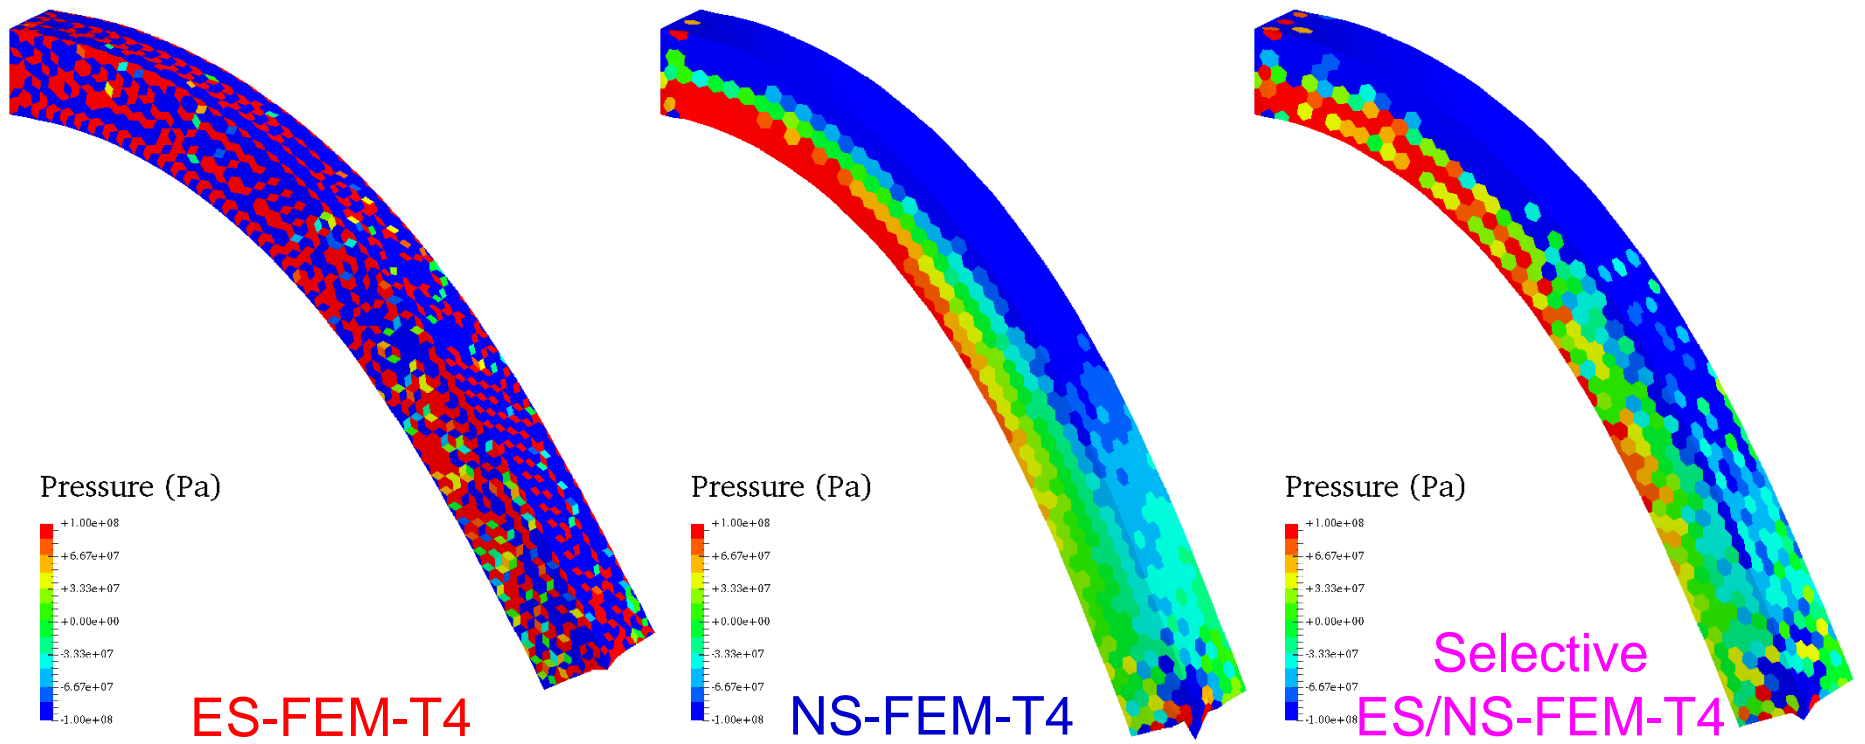 Pressure (Pa)
+1.00e+08
+6.67e+07
+3.33e+07
+0.00e+00
-3.33e+07
-6.67e+07
-1.00e+08
ES-FEM-T4
Pressure (Pa)
+1.00e+08
+6.67e+07
+3.33e+07
+0.00e+00
-3.33e+07
-6.67e+07
-1.00e+08
NS-FEM-T4
Pressure (Pa)
+1.00e+08
+6.67e+07
+3.33e+07
+0.00e+00
-3.33e+07
-6.67e+07
-1.00e+08
Selective
ES/NS-FEM-T4